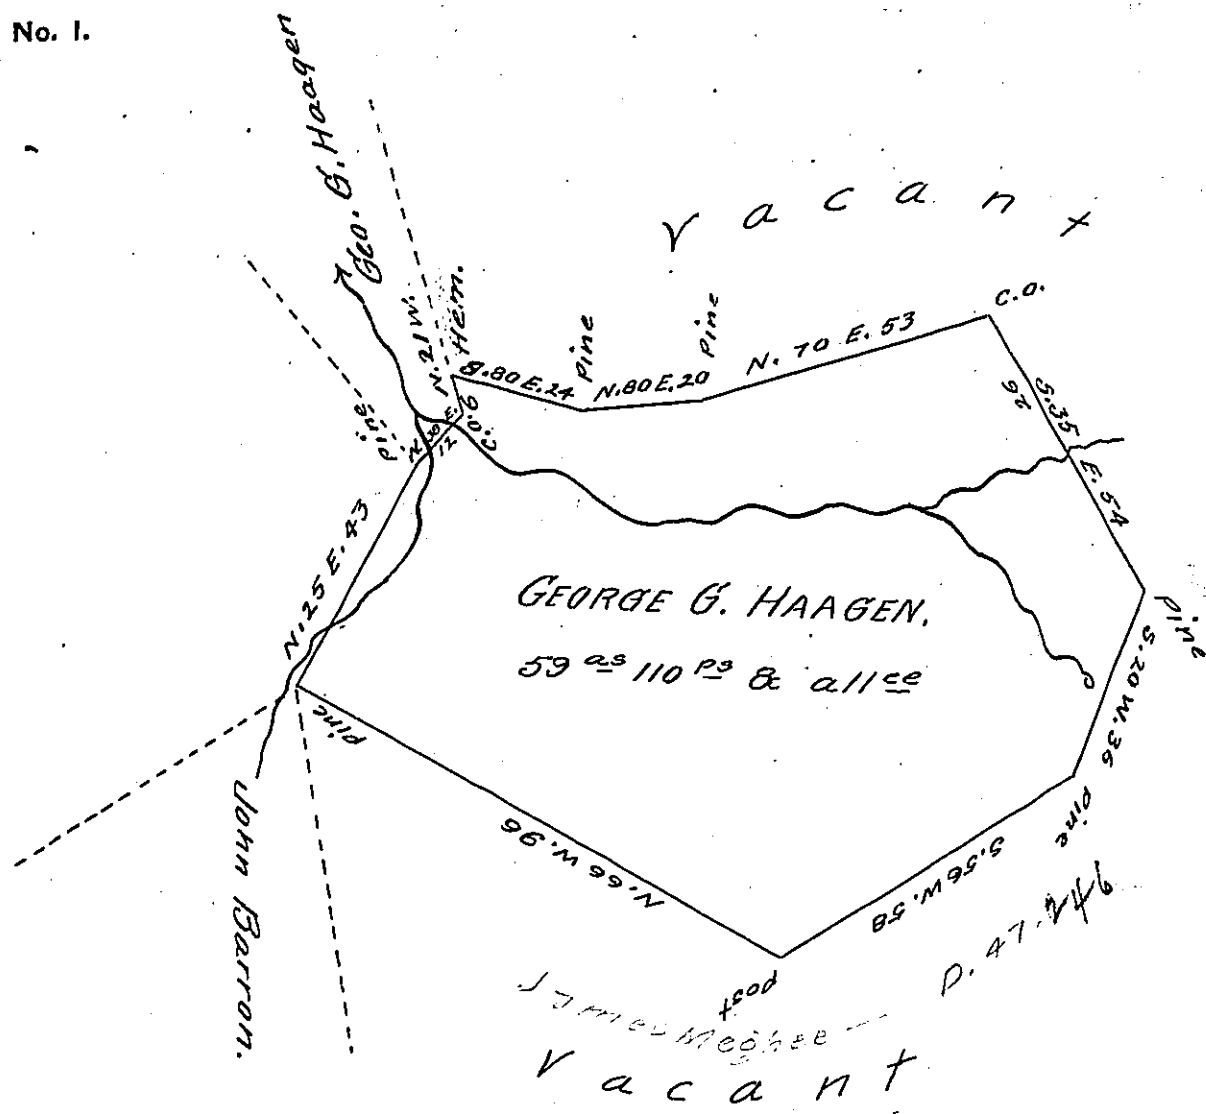 No. 1.
Geo. G. Haagen
Vacant
N. 21 W.
Hem.
S. 80 E. 24
Pine
N. 80 E. 20
Pine
N. 70 E. 53
C.O.
S. 35 E. 54
26
Pine
N. 30 E.
12
C.O. 6
Pine
N. 25 E. 43
GEORGE G. HAAGEN.
59 as 110 ps & allce
S. 20 W. 36
Pine
N. 66 W. 96
S. 56 W. 58
Pine
Post
John Barron.
James Meghee
Vacant